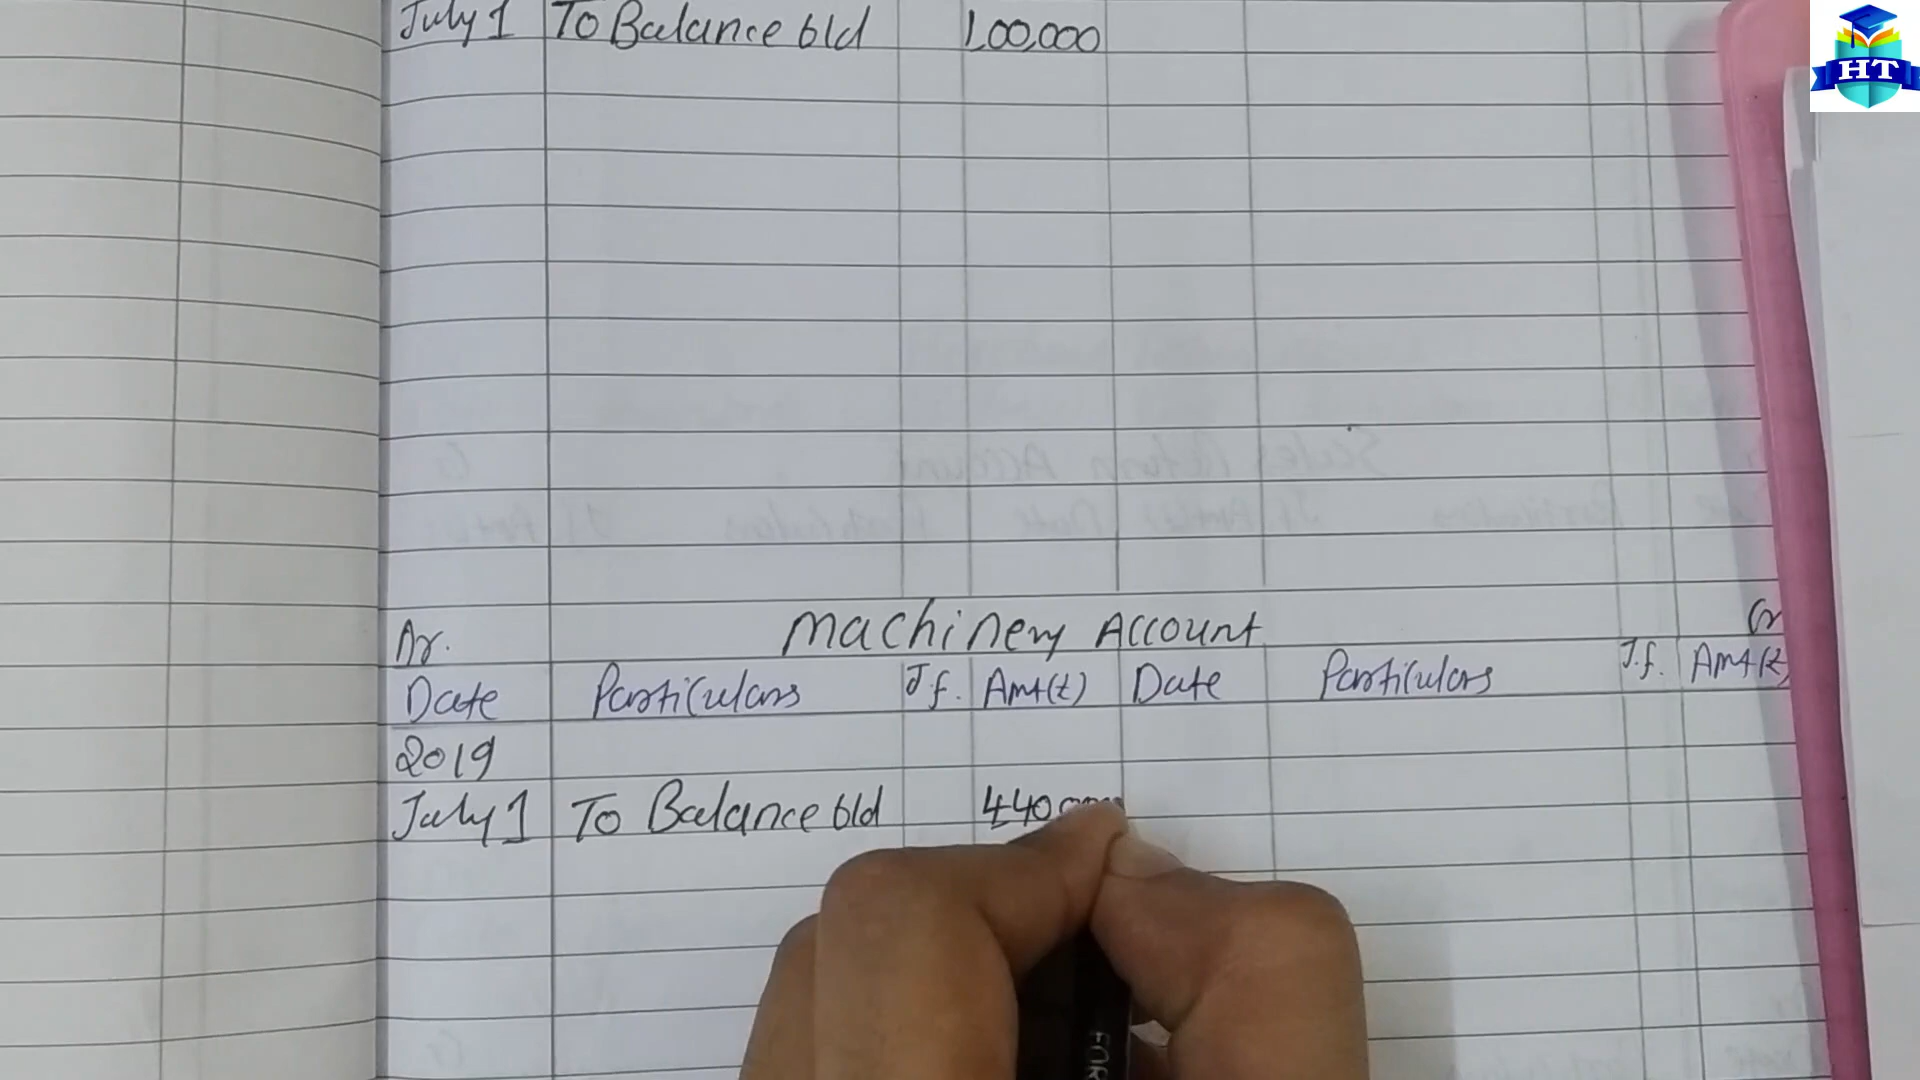 July 1 To Balance b/d 1,00,000
Machinery Account
Dr. Cr
Date Particulars J.f. Amt(₹) Date Particulars J.f. Amt(₹)
2019
July 1 To Balance b/d
HT
FOR